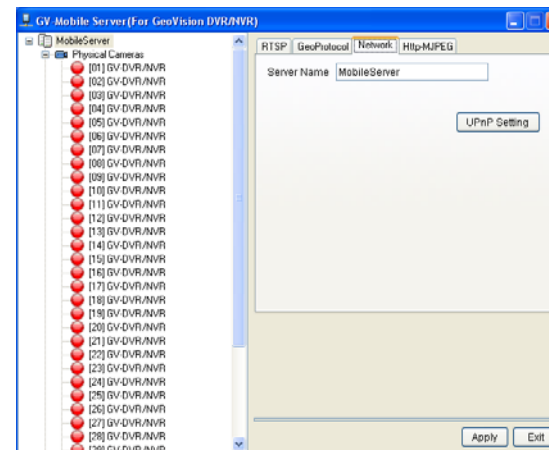 GV-Mobile Server(For GeoVision DVR/NVR)
MobileServer
Physical Cameras
[01] GV-DVR/NVR
[02] GV-DVR/NVR
[03] GV-DVR/NVR
[04] GV-DVR/NVR
[05] GV-DVR/NVR
[06] GV-DVR/NVR
[07] GV-DVR/NVR
[08] GV-DVR/NVR
[09] GV-DVR/NVR
[10] GV-DVR/NVR
[11] GV-DVR/NVR
[12] GV-DVR/NVR
[13] GV-DVR/NVR
[14] GV-DVR/NVR
[15] GV-DVR/NVR
[16] GV-DVR/NVR
[17] GV-DVR/NVR
[18] GV-DVR/NVR
[19] GV-DVR/NVR
[20] GV-DVR/NVR
[21] GV-DVR/NVR
[22] GV-DVR/NVR
[23] GV-DVR/NVR
[24] GV-DVR/NVR
[25] GV-DVR/NVR
[26] GV-DVR/NVR
[27] GV-DVR/NVR
[28] GV-DVR/NVR
[29] GV-DVR/NVR
RTSP GeoProtocol Network Http-MJPEG
Server Name MobileServer
UPnP Setting
Apply Exit